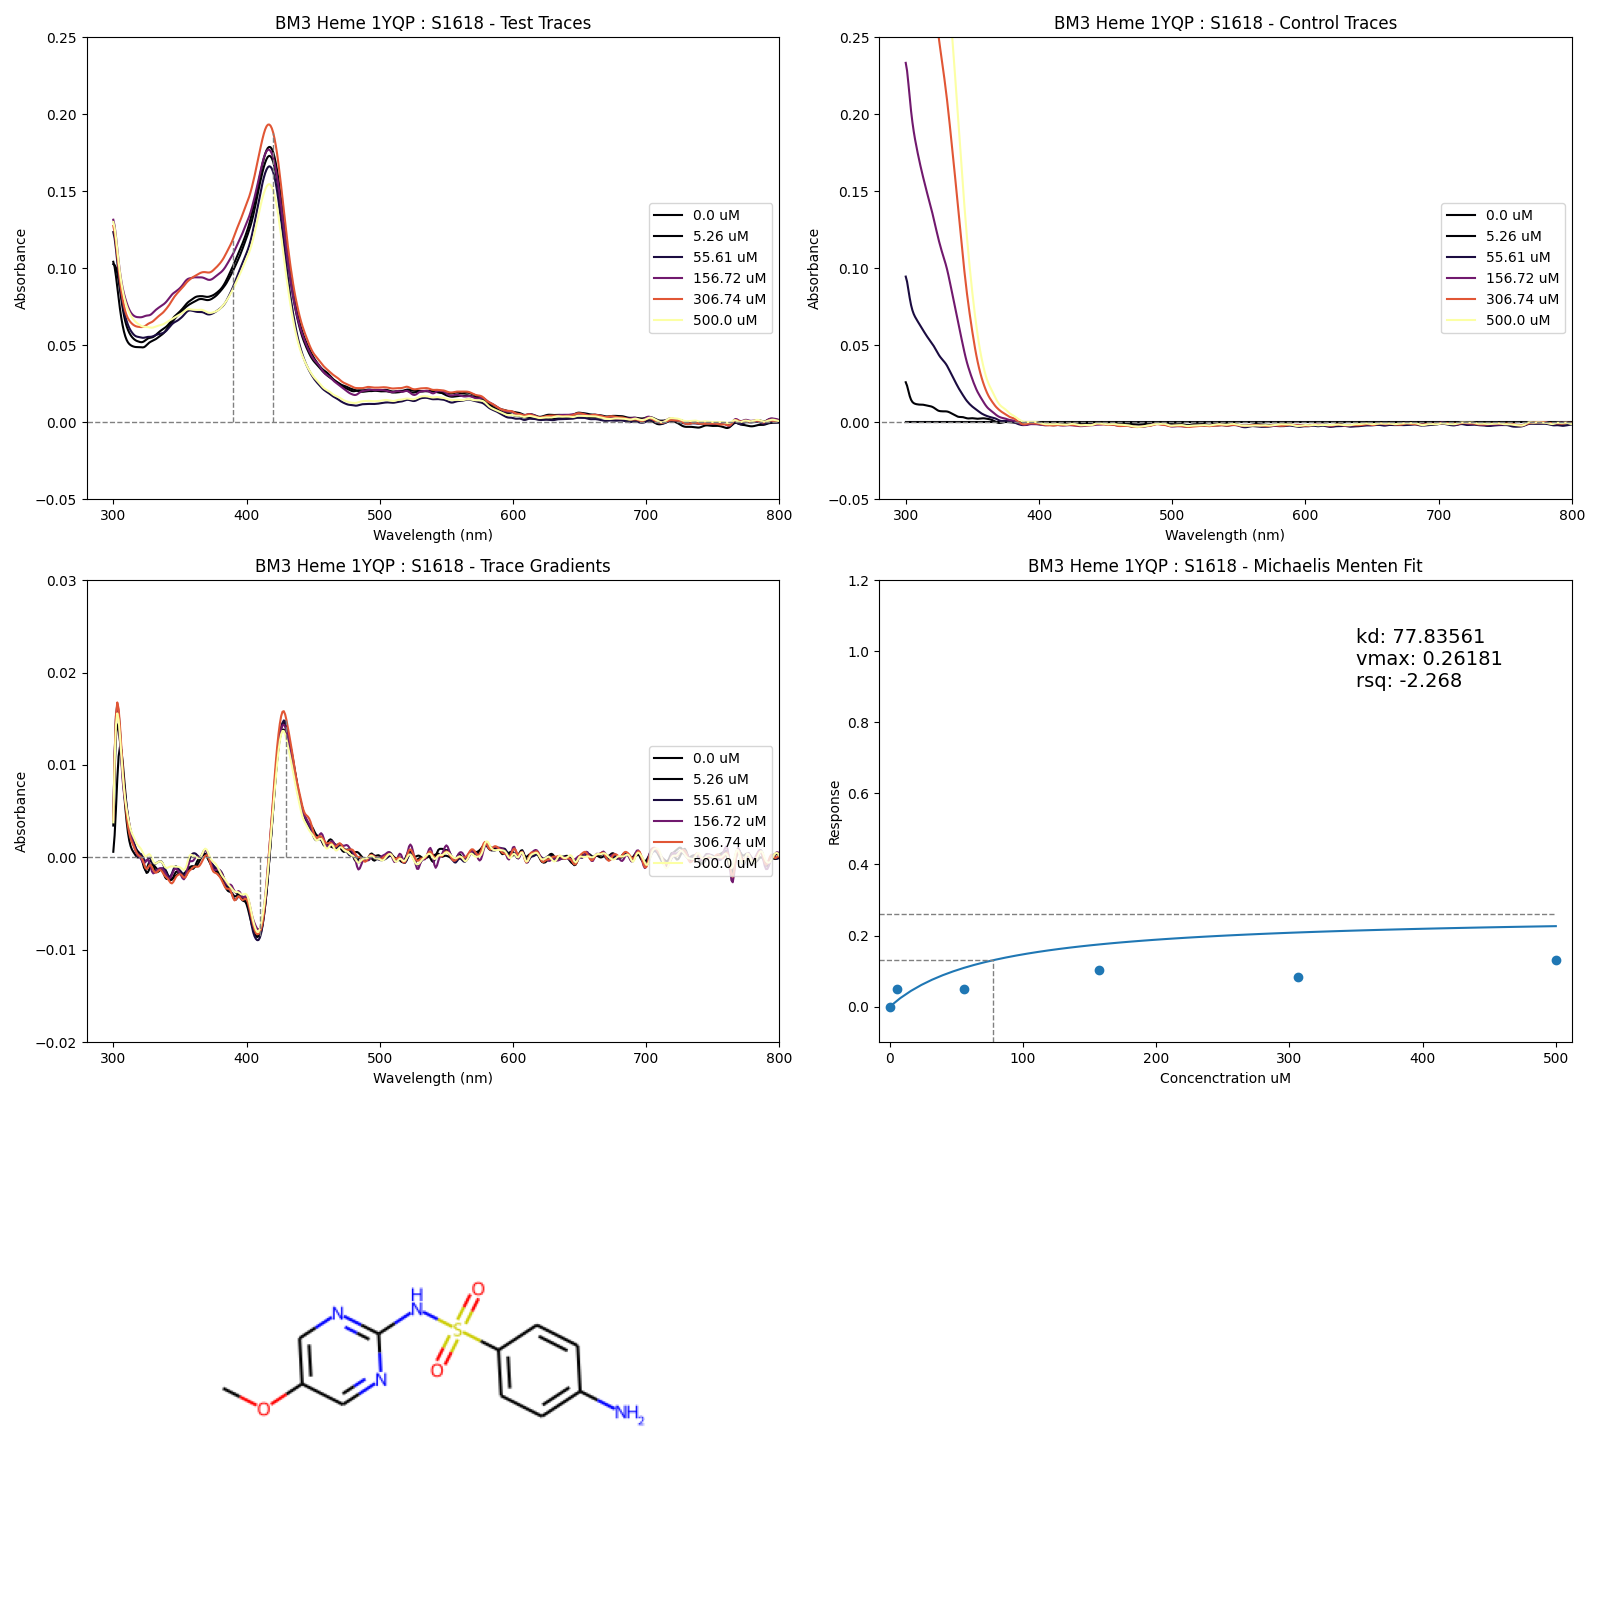 BM3 Heme 1YQP : S1618 - Test Traces
0.25
0.20
0.15
0.10
0.05
0.00
−0.05
Absorbance
300 400 500 600 700 800
Wavelength (nm)
0.0 uM
5.26 uM
55.61 uM
156.72 uM
306.74 uM
500.0 uM
BM3 Heme 1YQP : S1618 - Control Traces
0.25
0.20
0.15
0.10
0.05
0.00
−0.05
Absorbance
300 400 500 600 700 800
Wavelength (nm)
0.0 uM
5.26 uM
55.61 uM
156.72 uM
306.74 uM
500.0 uM
BM3 Heme 1YQP : S1618 - Trace Gradients
0.03
0.02
0.01
0.00
−0.01
−0.02
Absorbance
300 400 500 600 700 800
Wavelength (nm)
0.0 uM
5.26 uM
55.61 uM
156.72 uM
306.74 uM
500.0 uM
BM3 Heme 1YQP : S1618 - Michaelis Menten Fit
1.2
1.0
0.8
0.6
0.4
0.2
0.0
Response
0 100 200 300 400 500
Concenctration uM
kd: 77.83561
vmax: 0.26181
rsq: -2.268
H
N
N
O
S
O
N
O
NH2